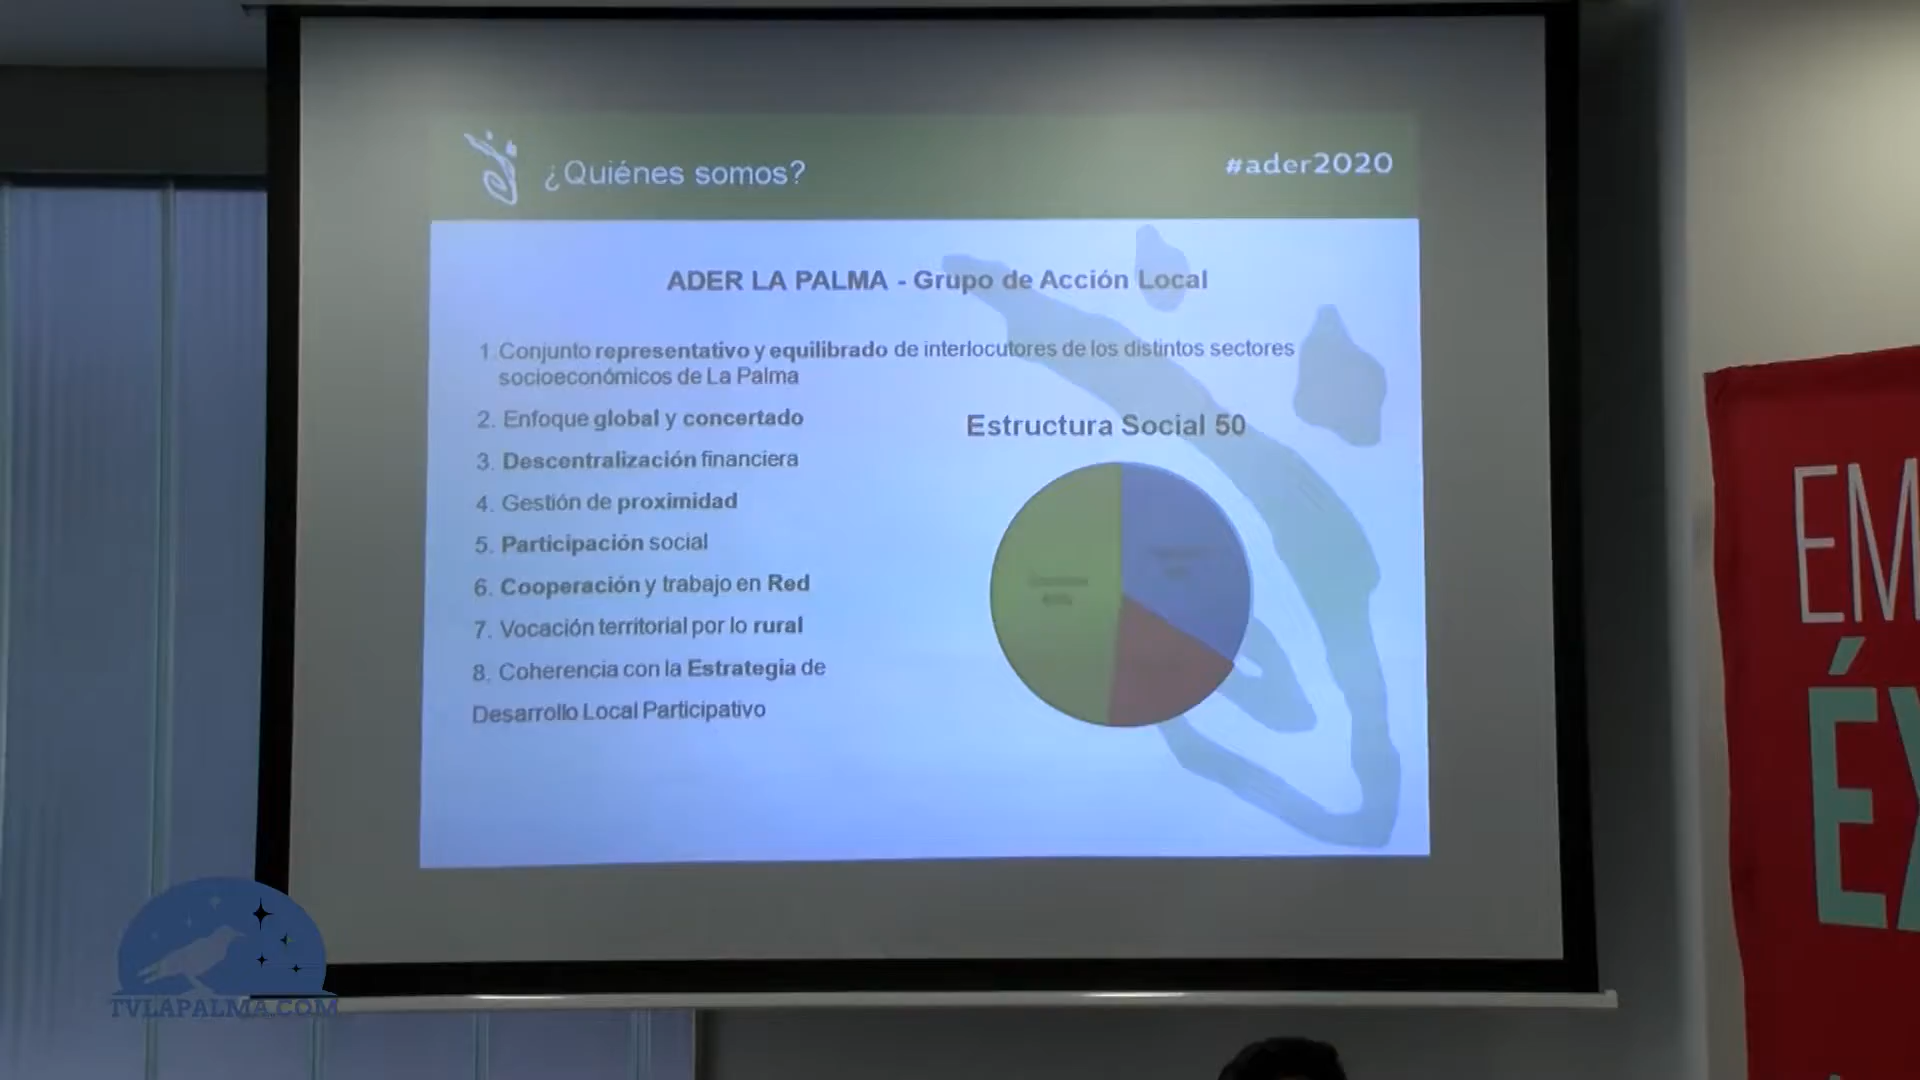 ¿Quiénes somos?
#ader2020
ADER LA PALMA - Grupo de Acción Local
1.Conjunto representativo y equilibrado de interlocutores de los distintos sectores
socioeconómicos de La Palma
2. Enfoque global y concertado
3. Descentralización financiera
4. Gestión de proximidad
5. Participación social
6. Cooperación y trabajo en Red
7. Vocación territorial por lo rural
8. Coherencia con la Estrategia de
Desarrollo Local Participativo
Estructura Social 50
EM
TVLAPALMA.COM